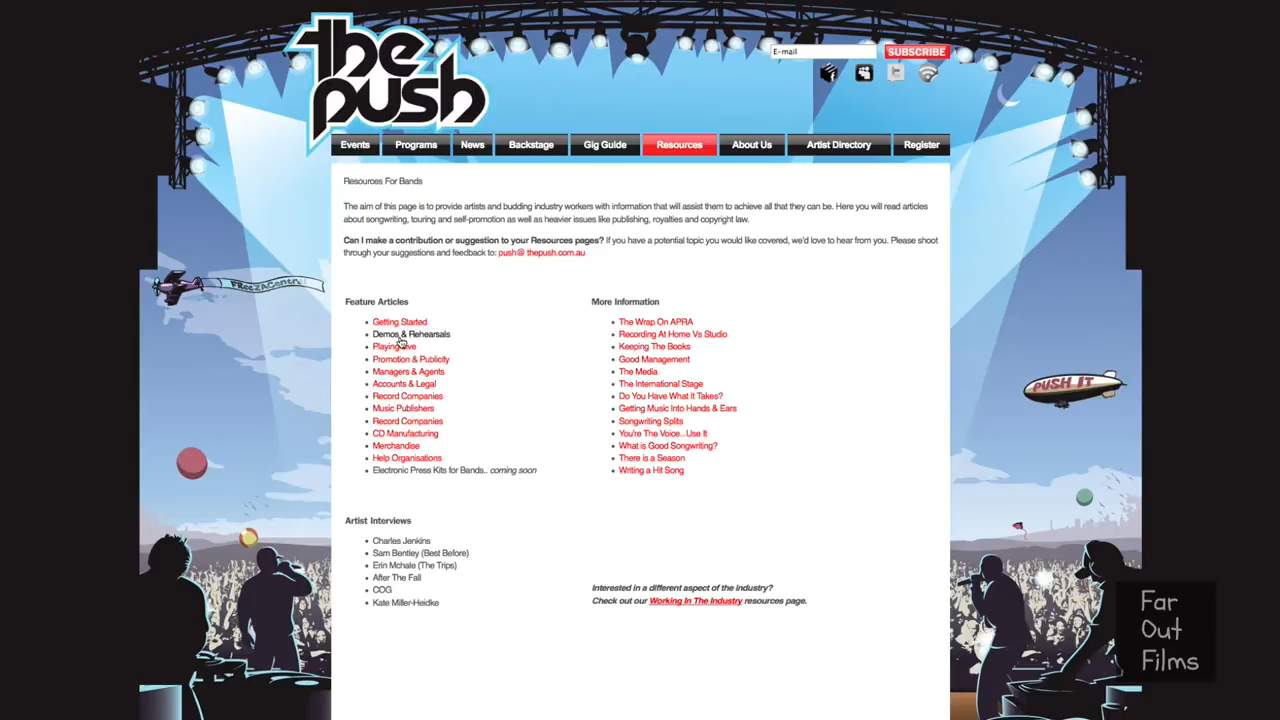 the
push
E-mail
SUBSCRIBE
Events
Programs
News
Backstage
Gig Guide
Resources
About Us
Artist Directory
Register
Resources For Bands
The aim of this page is to provide artists and budding industry workers with information that will assist them to achieve all that they can be. Here you will read articles
about songwriting, touring and self-promotion as well as heavier issues like publishing, royalties and copyright law.
Can I make a contribution or suggestion to your Resources pages? If you have a potential topic you would like covered, we'd love to hear from you. Please shoot
through your suggestions and feedback to: push@ thepush.com.au
FReeZACentral
PUSH IT
Feature Articles
Getting Started
Demos & Rehearsals
Playing Live
Promotion & Publicity
Managers & Agents
Accounts & Legal
Record Companies
Music Publishers
Record Companies
CD Manufacturing
Merchandise
Help Organisations
Electronic Press Kits for Bands.. coming soon
More Information
The Wrap On APRA
Recording At Home Vs Studio
Keeping The Books
Good Management
The Media
The International Stage
Do You Have What It Takes?
Getting Music Into Hands & Ears
Songwriting Splits
You're The Voice...Use It
What is Good Songwriting?
There is a Season
Writing a Hit Song
Artist Interviews
Charles Jenkins
Sam Bentley (Best Before)
Erin Mchale (The Trips)
After The Fall
COG
Kate Miller-Heidke
Interested in a different aspect of the industry?
Check out our Working In The Industry resources page.
Far
Out
Films